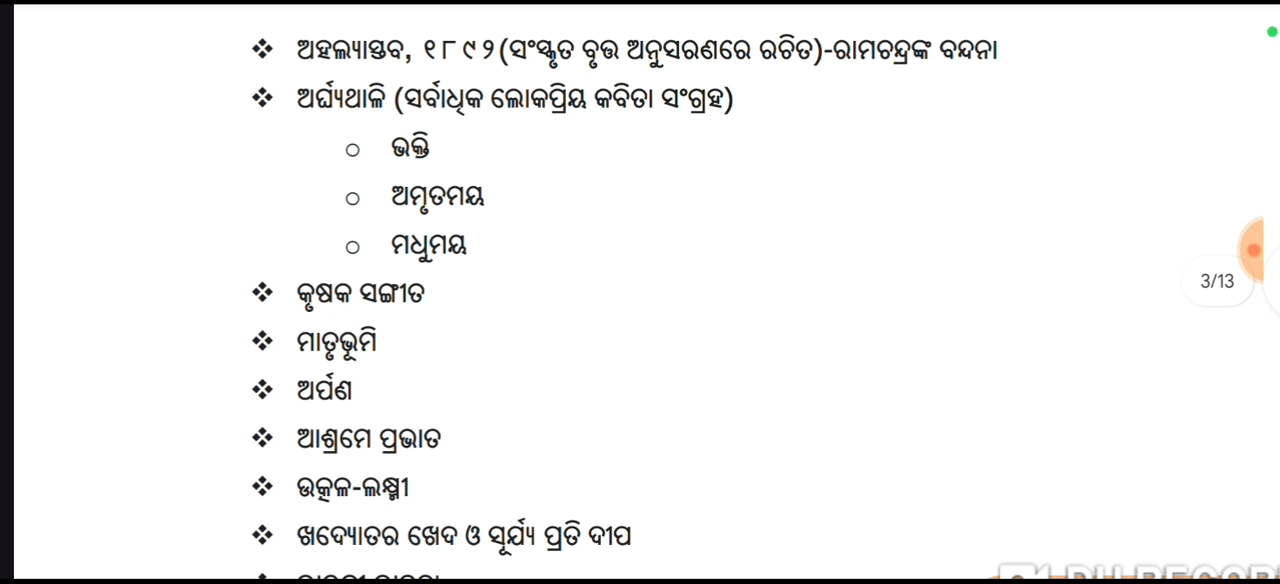 ❖ ଅହଲ୍ୟାସ୍ତବ, ୧୮୯୨(ସଂସ୍କୃତ ବୃତ୍ତ ଅନୁସରଣରେ ରଚିତ)-ରାମଚନ୍ଦ୍ରଙ୍କ ବନ୍ଦନା
❖ ଅର୍ଘ୍ୟଥାଳି (ସର୍ବାଧିକ ଲୋକପ୍ରିୟ କବିତା ସଂଗ୍ରହ)
○ ଭକ୍ତି
○ ଅମୃତମୟ
○ ମଧୁମୟ
❖ କୃଷକ ସଙ୍ଗୀତ
3/13
❖ ମାତୃଭୂମି
❖ ଅର୍ପଣ
❖ ଆଶ୍ରମେ ପ୍ରଭାତ
❖ ଉତ୍କଳ-ଲକ୍ଷ୍ମୀ
❖ ଖଦ୍ୟୋତର ଖେଦ ଓ ସୂର୍ଯ୍ୟ ପ୍ରତି ଦୀପ